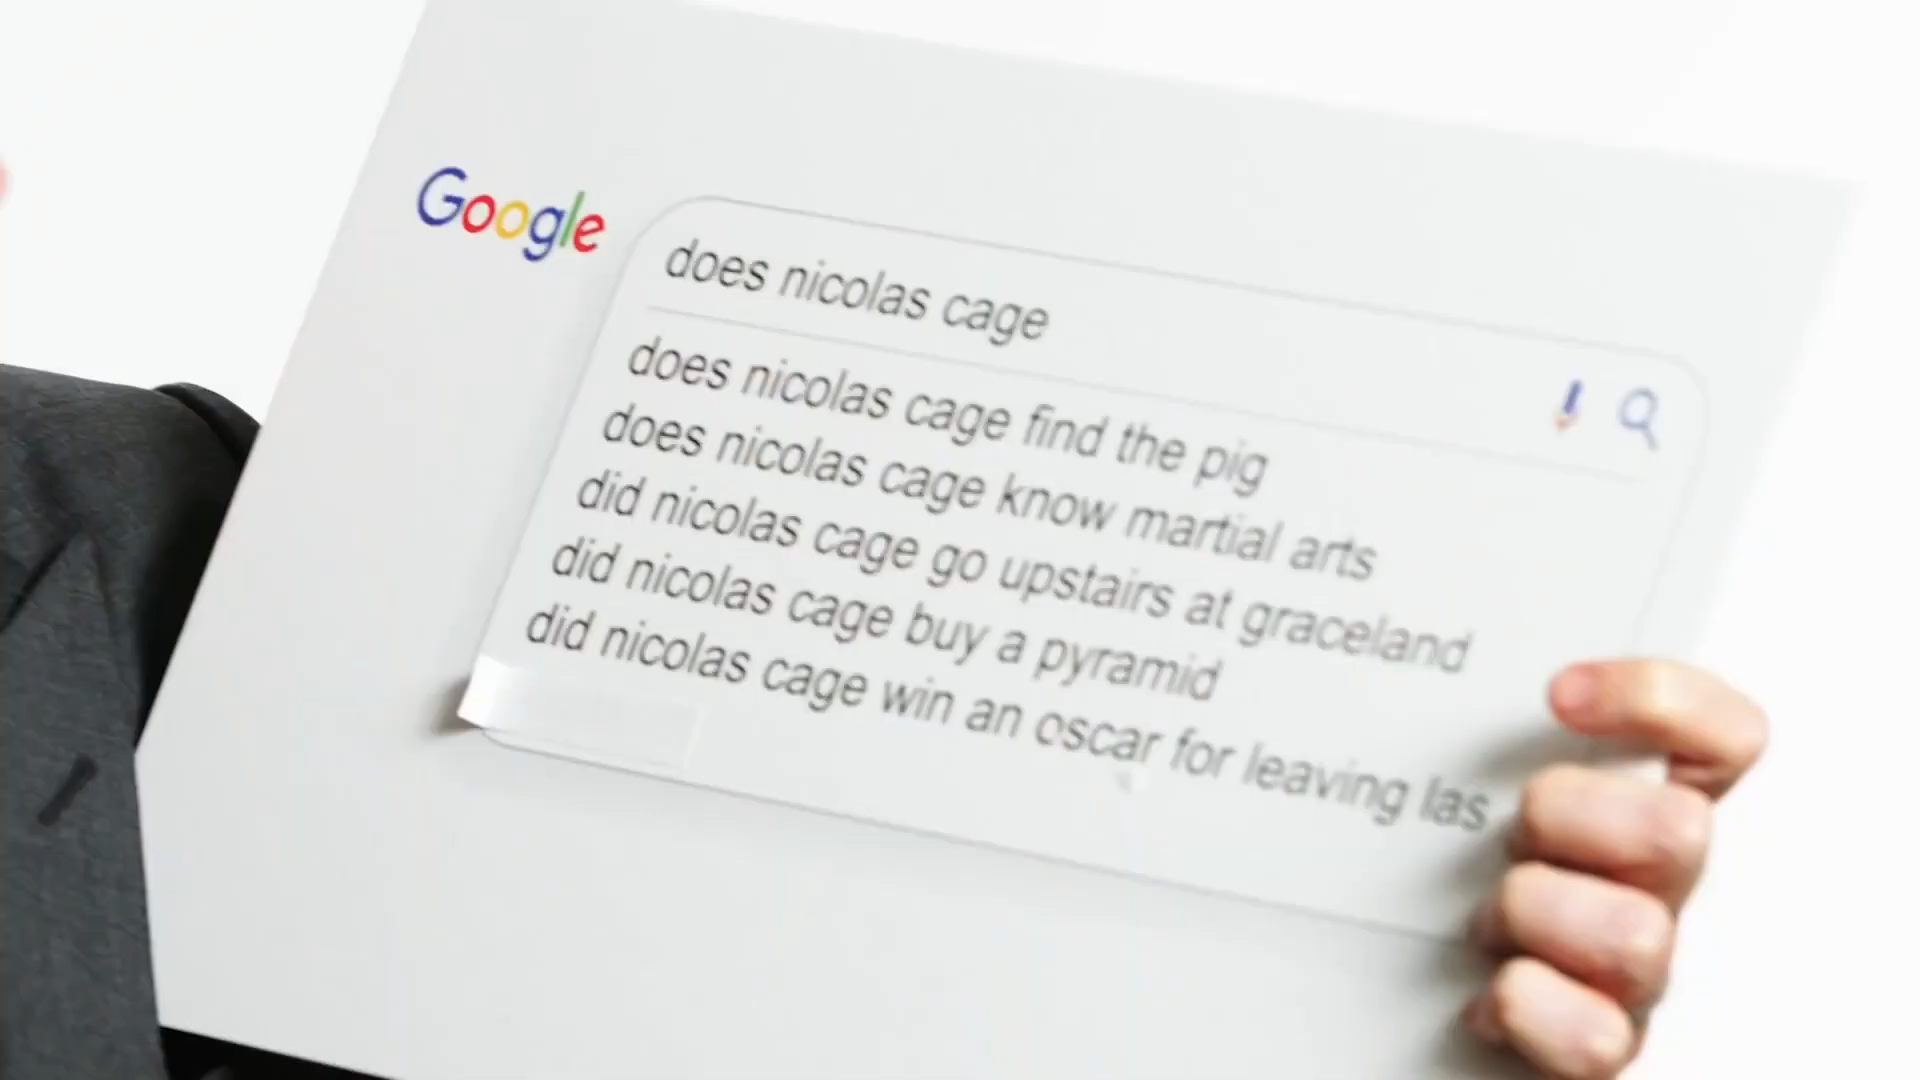 Google
does nicolas cage
does nicolas cage find the pig
does nicolas cage know martial arts
did nicolas cage go upstairs at graceland
did nicolas cage buy a pyramid
did nicolas cage win an oscar for leaving las